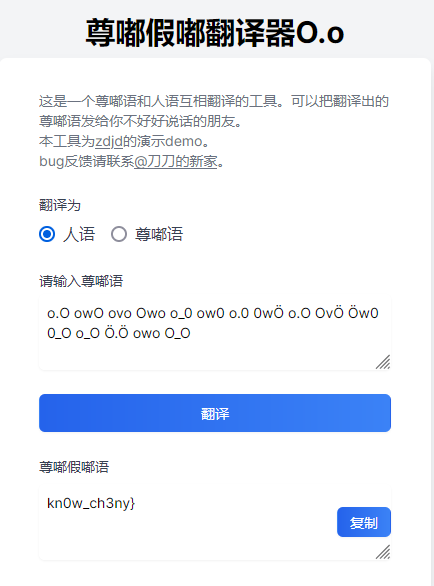 尊嘟假嘟翻译器O.o
这是一个尊嘟语和人语互相翻译的工具。可以把翻译出的
尊嘟语发给你不好好说话的朋友。
本工具为zdjd的演示demo。
bug反馈请联系@刀刀的新家。
翻译为
人语 尊嘟语
请输入尊嘟语
o.O owO ovo Owo o_0 ow0 o.0 0wÖ o.O OvÖ Öw0
0_O o_O Ö.Ö owo O_O
翻译
尊嘟假嘟语
kn0w_ch3ny}
复制